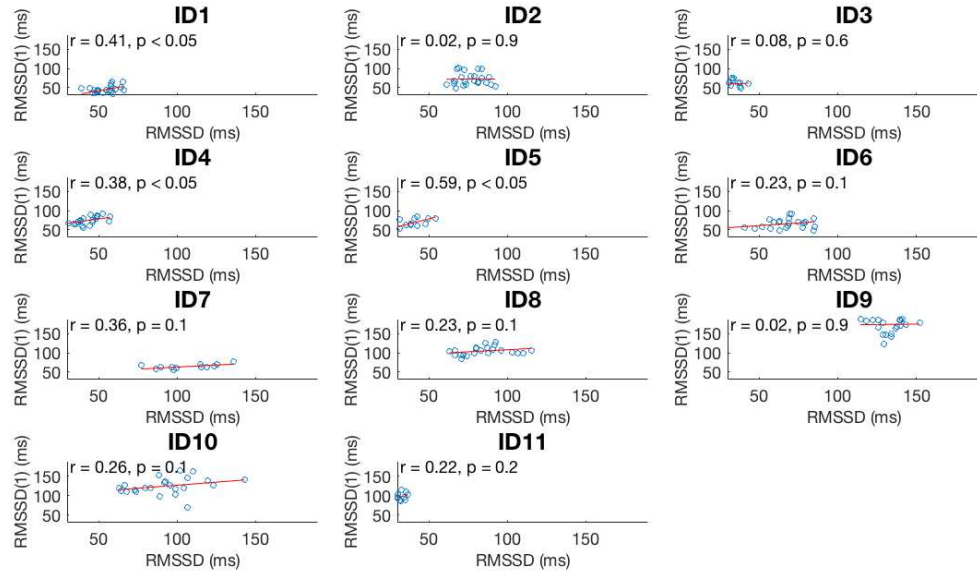 ID1
r = 0.41, p < 0.05
RMSSD(1) (ms)
150
100
50
50 100 150
RMSSD (ms)
ID2
r = 0.02, p = 0.9
RMSSD(1) (ms)
150
100
50
50 100 150
RMSSD (ms)
ID3
r = 0.08, p = 0.6
RMSSD(1) (ms)
150
100
50
50 100 150
RMSSD (ms)
ID4
r = 0.38, p < 0.05
RMSSD(1) (ms)
150
100
50
50 100 150
RMSSD (ms)
ID5
r = 0.59, p < 0.05
RMSSD(1) (ms)
150
100
50
50 100 150
RMSSD (ms)
ID6
r = 0.23, p = 0.1
RMSSD(1) (ms)
150
100
50
50 100 150
RMSSD (ms)
ID7
r = 0.36, p = 0.1
RMSSD(1) (ms)
150
100
50
50 100 150
RMSSD (ms)
ID8
r = 0.23, p = 0.1
RMSSD(1) (ms)
150
100
50
50 100 150
RMSSD (ms)
ID9
r = 0.02, p = 0.9
RMSSD(1) (ms)
150
100
50
50 100 150
RMSSD (ms)
ID10
r = 0.26, p = 0.1
RMSSD(1) (ms)
150
100
50
50 100 150
RMSSD (ms)
ID11
r = 0.22, p = 0.2
RMSSD(1) (ms)
150
100
50
50 100 150
RMSSD (ms)